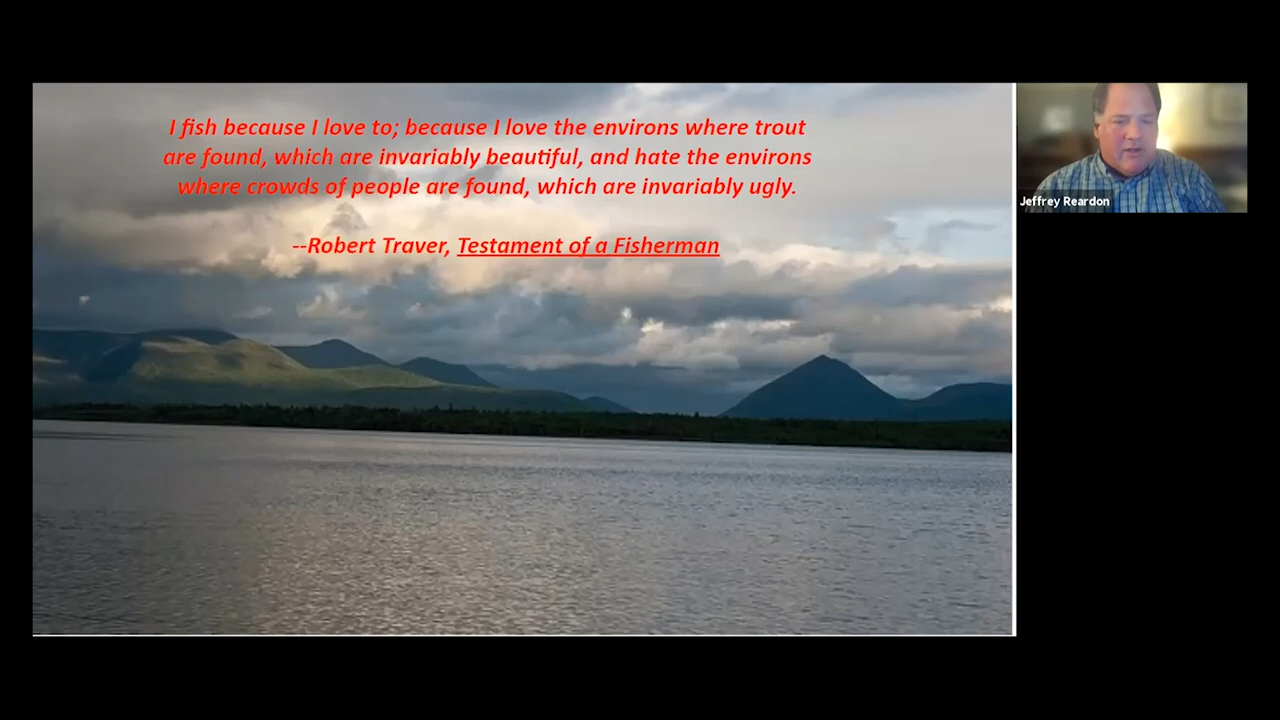 I fish because I love to; because I love the environs where trout
are found, which are invariably beautiful, and hate the environs
where crowds of people are found, which are invariably ugly.
--Robert Traver, Testament of a Fisherman
Jeffrey Reardon